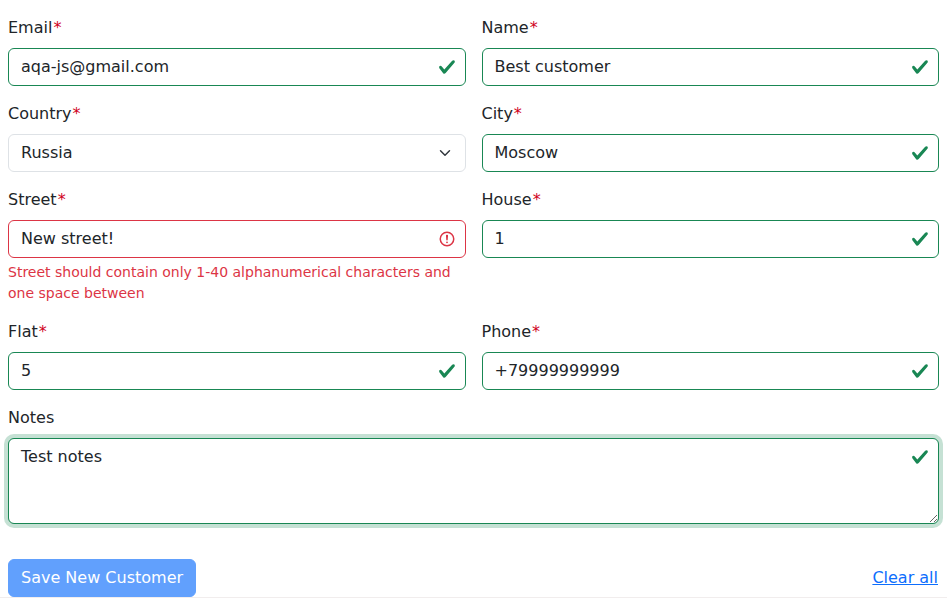 Email* Name*
aqa-js@gmail.com Best customer
Country* City*
Russia Moscow
Street* House*
New street! 1
Street should contain only 1-40 alphanumerical characters and
one space between
Flat* Phone*
5 +79999999999
Notes
Test notes
Save New Customer Clear all